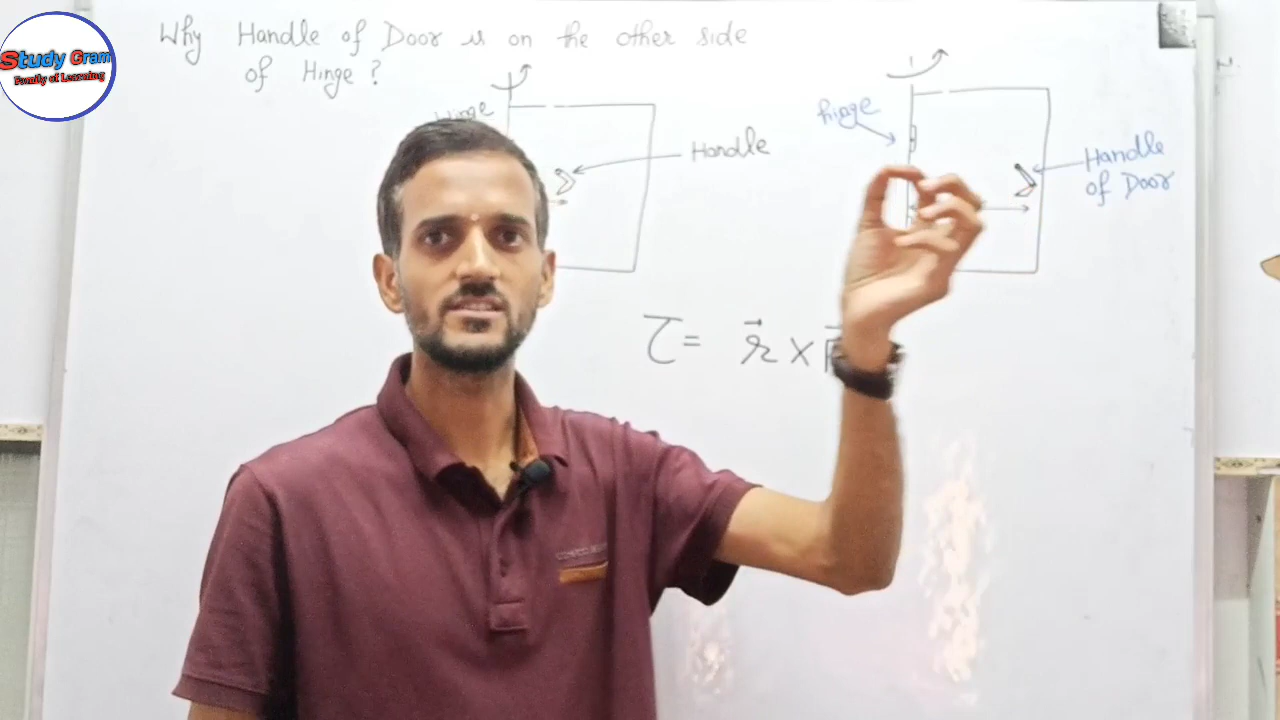 Study Gram
Family of Learning
Why Handle of Door is on the other side
of Hinge ?
Hinge
Handle
hinge
Handle
of Door
τ = r⃗ ×